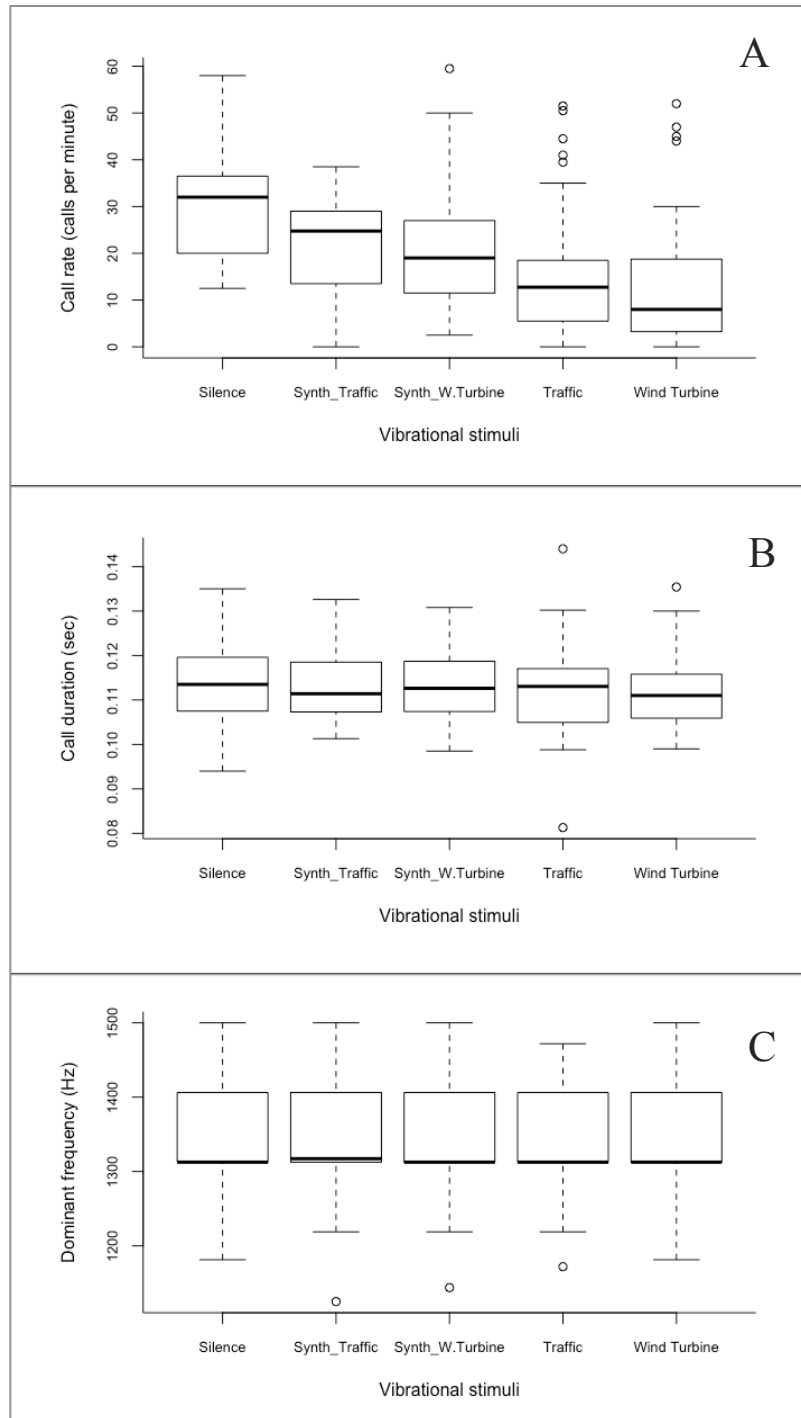 A
Call rate (calls per minute)
60
50
40
30
20
10
0
Silence Synth_Traffic Synth_W.Turbine Traffic Wind Turbine
Vibrational stimuli
B
Call duration (sec)
0.14
0.13
0.12
0.11
0.10
0.09
0.08
Silence Synth_Traffic Synth_W.Turbine Traffic Wind Turbine
Vibrational stimuli
C
Dominant frequency (Hz)
1500
1400
1300
1200
Silence Synth_Traffic Synth_W.Turbine Traffic Wind Turbine
Vibrational stimuli